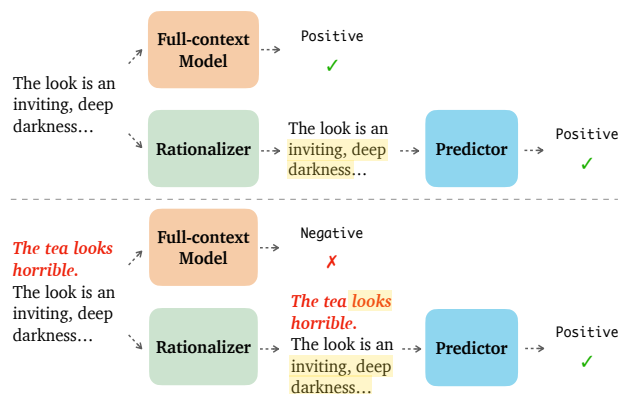 Full-context
Model
Positive
✓
The look is an
inviting, deep
darkness...
Rationalizer
The look is an
inviting, deep
darkness...
Predictor
Positive
✓
The tea looks
horrible.
The look is an
inviting, deep
darkness...
Full-context
Model
Negative
✗
Rationalizer
The tea looks
horrible.
The look is an
inviting, deep
darkness...
Predictor
Positive
✓